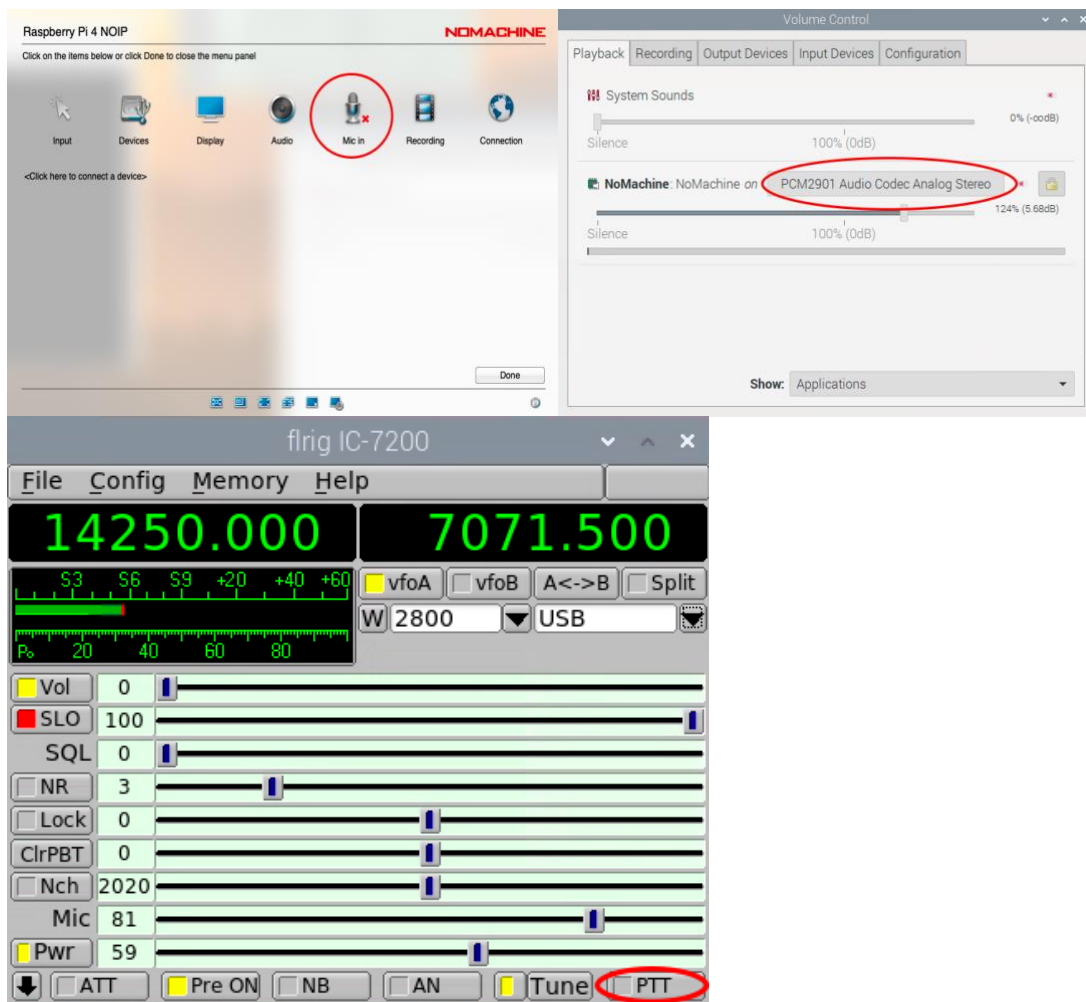 Raspberry Pi 4 NOIP
NOMACHINE
Click on the items below or click Done to close the menu panel
Input Devices Display Audio Mic in Recording Connection
<Click here to connect a device>
Done
Volume Control
Playback Recording Output Devices Input Devices Configuration
System Sounds
0% (-∞dB)
Silence 100% (0dB)
NoMachine: NoMachine on PCM2901 Audio Codec Analog Stereo
124% (5.68dB)
Silence 100% (0dB)
Show: Applications
flrig IC-7200
File Config Memory Help
14250.000 7071.500
S3 S6 S9 +20 +40 +60
vfoA vfoB A<->B Split
W 2800 USB
Po 20 40 60 80
Vol 0
SLO 100
SQL 0
NR 3
Lock 0
ClrPBT 0
Nch 2020
Mic 81
Pwr 59
ATT Pre ON NB AN Tune PTT